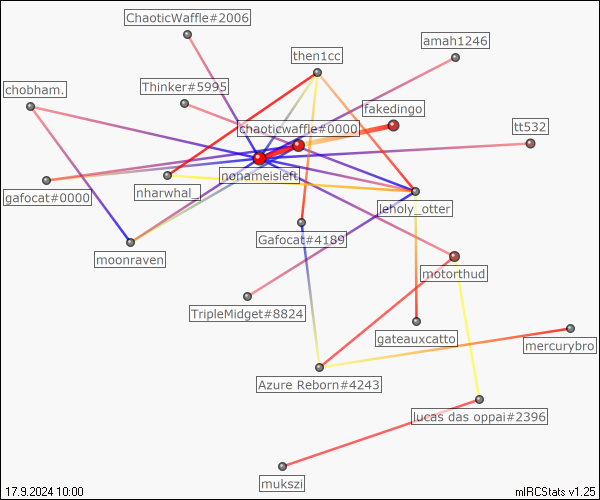 ChaoticWaffle#2006
then1cc
amah1246
chobham.
Thinker#5995
fakedingo
chaoticwaffle#0000
tt532
nonameisleft
gafocat#0000
nharwhal_
leholy_otter
Gafocat#4189
moonraven
motorthud
TripleMidget#8824
gateauxcatto
mercurybro
Azure Reborn#4243
lucas das oppai#2396
mukszi
17.9.2024 10:00
mIRCStats v1.25